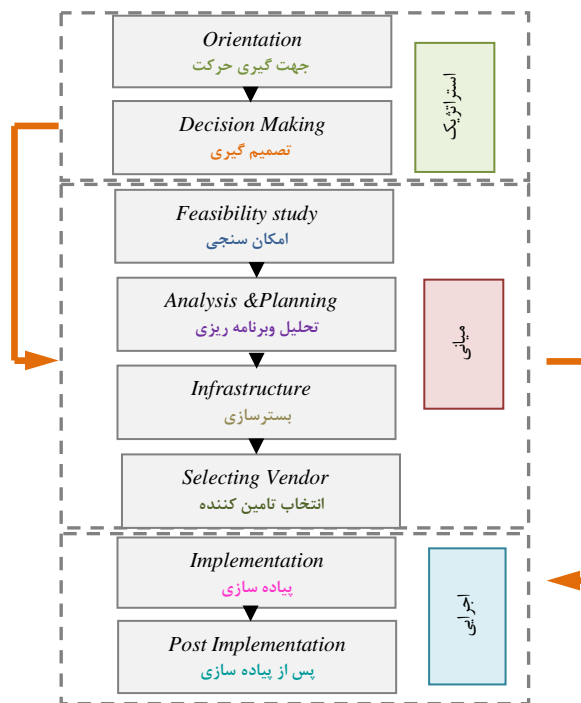 Orientation
جهت گیری حرکت
استراتژیک
Decision Making
تصمیم گیری
Feasibility study
امکان سنجی
Analysis &Planning
تحلیل وبرنامه ریزی
میانی
Infrastructure
بسترسازی
Selecting Vendor
انتخاب تامین کننده
Implementation
پیاده سازی
اجرایی
Post Implementation
پس از پیاده سازی